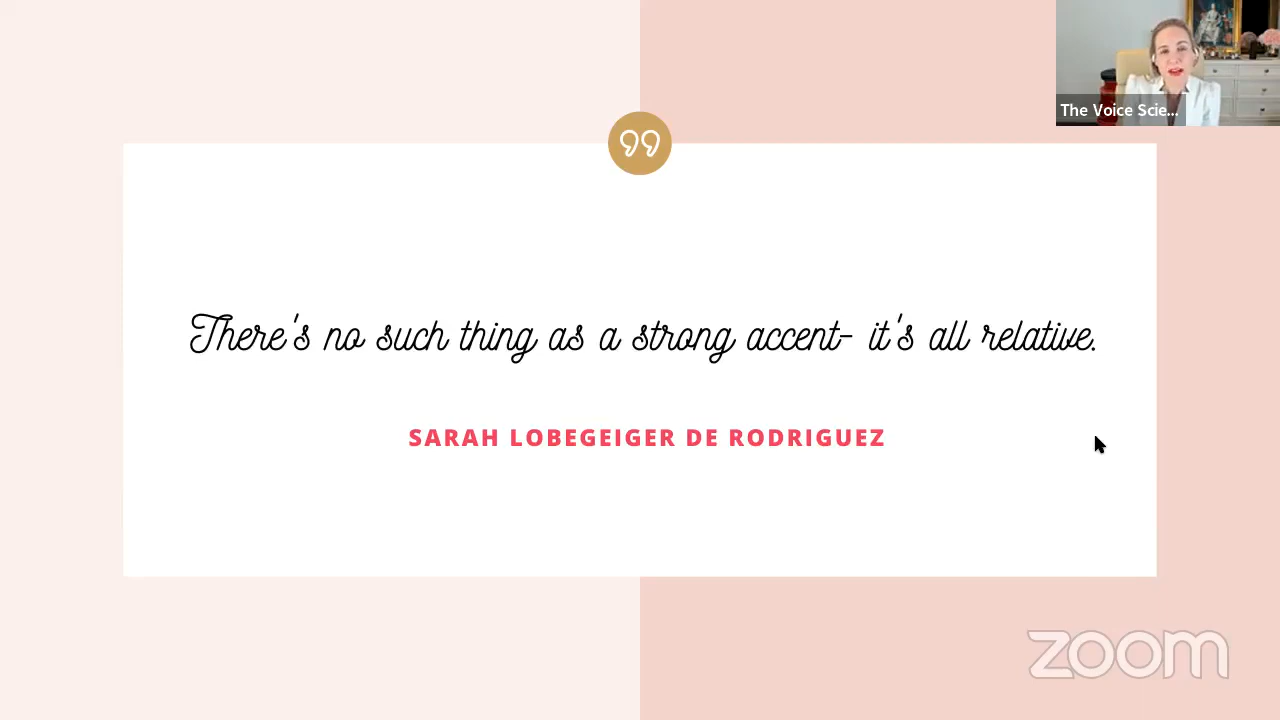 The Voice Scie...
There's no such thing as a strong accent- it's all relative.
SARAH LOBEGEIGER DE RODRIGUEZ
zoom